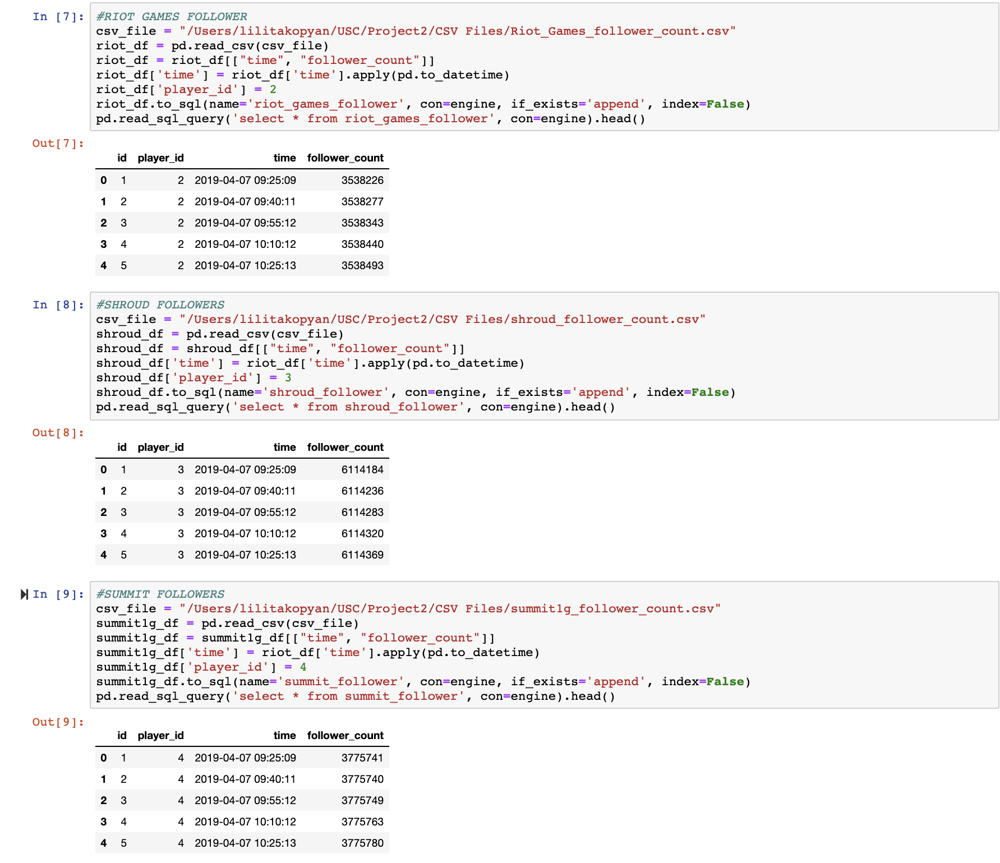 In [7]: #RIOT GAMES FOLLOWER
csv_file = "/Users/lilitakopyan/USC/Project2/CSV Files/Riot_Games_follower_count.csv"
riot_df = pd.read_csv(csv_file)
riot_df = riot_df[["time", "follower_count"]]
riot_df['time'] = riot_df['time'].apply(pd.to_datetime)
riot_df['player_id'] = 2
riot_df.to_sql(name='riot_games_follower', con=engine, if_exists='append', index=False)
pd.read_sql_query('select * from riot_games_follower', con=engine).head()
Out[7]:
id player_id time follower_count
0 1 2 2019-04-07 09:25:09 3538226
1 2 2 2019-04-07 09:40:11 3538277
2 3 2 2019-04-07 09:55:12 3538343
3 4 2 2019-04-07 10:10:12 3538440
4 5 2 2019-04-07 10:25:13 3538493
In [8]: #SHROUD FOLLOWERS
csv_file = "/Users/lilitakopyan/USC/Project2/CSV Files/shroud_follower_count.csv"
shroud_df = pd.read_csv(csv_file)
shroud_df = shroud_df[["time", "follower_count"]]
shroud_df['time'] = riot_df['time'].apply(pd.to_datetime)
shroud_df['player_id'] = 3
shroud_df.to_sql(name='shroud_follower', con=engine, if_exists='append', index=False)
pd.read_sql_query('select * from shroud_follower', con=engine).head()
Out[8]:
id player_id time follower_count
0 1 3 2019-04-07 09:25:09 6114184
1 2 3 2019-04-07 09:40:11 6114236
2 3 3 2019-04-07 09:55:12 6114283
3 4 3 2019-04-07 10:10:12 6114320
4 5 3 2019-04-07 10:25:13 6114369
In [9]: #SUMMIT FOLLOWERS
csv_file = "/Users/lilitakopyan/USC/Project2/CSV Files/summit1g_follower_count.csv"
summit1g_df = pd.read_csv(csv_file)
summit1g_df = summit1g_df[["time", "follower_count"]]
summit1g_df['time'] = riot_df['time'].apply(pd.to_datetime)
summit1g_df['player_id'] = 4
summit1g_df.to_sql(name='summit_follower', con=engine, if_exists='append', index=False)
pd.read_sql_query('select * from summit_follower', con=engine).head()
Out[9]:
id player_id time follower_count
0 1 4 2019-04-07 09:25:09 3775741
1 2 4 2019-04-07 09:40:11 3775740
2 3 4 2019-04-07 09:55:12 3775749
3 4 4 2019-04-07 10:10:12 3775763
4 5 4 2019-04-07 10:25:13 3775780